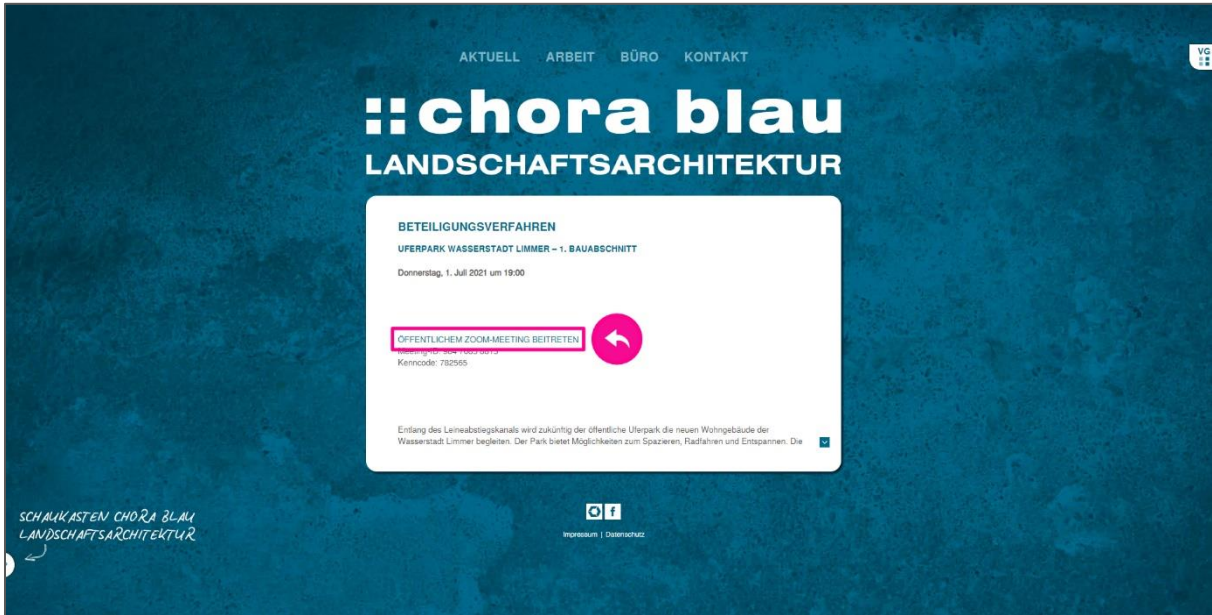 AKTUELL ARBEIT BÜRO KONTAKT
VG
chora blau
LANDSCHAFTSARCHITEKTUR
BETEILIGUNGSVERFAHREN
UFERPARK WASSERSTADT LIMMER – 1. BAUABSCHNITT
Donnerstag, 1. Juli 2021 um 19:00
ÖFFENTLICHEM ZOOM-MEETING BEITRETEN
Meeting-ID:
Kenncode: 782565
Entlang des Leineabstiegskanals wird zukünftig der öffentliche Uferpark die neuen Wohngebäude der
Wasserstadt Limmer begleiten. Der Park bietet Möglichkeiten zum Spazieren, Radfahren und Entspannen. Die
SCHAUKASTEN CHORA BLAU
LANDSCHAFTSARCHITEKTUR
f
Impressum | Datenschutz